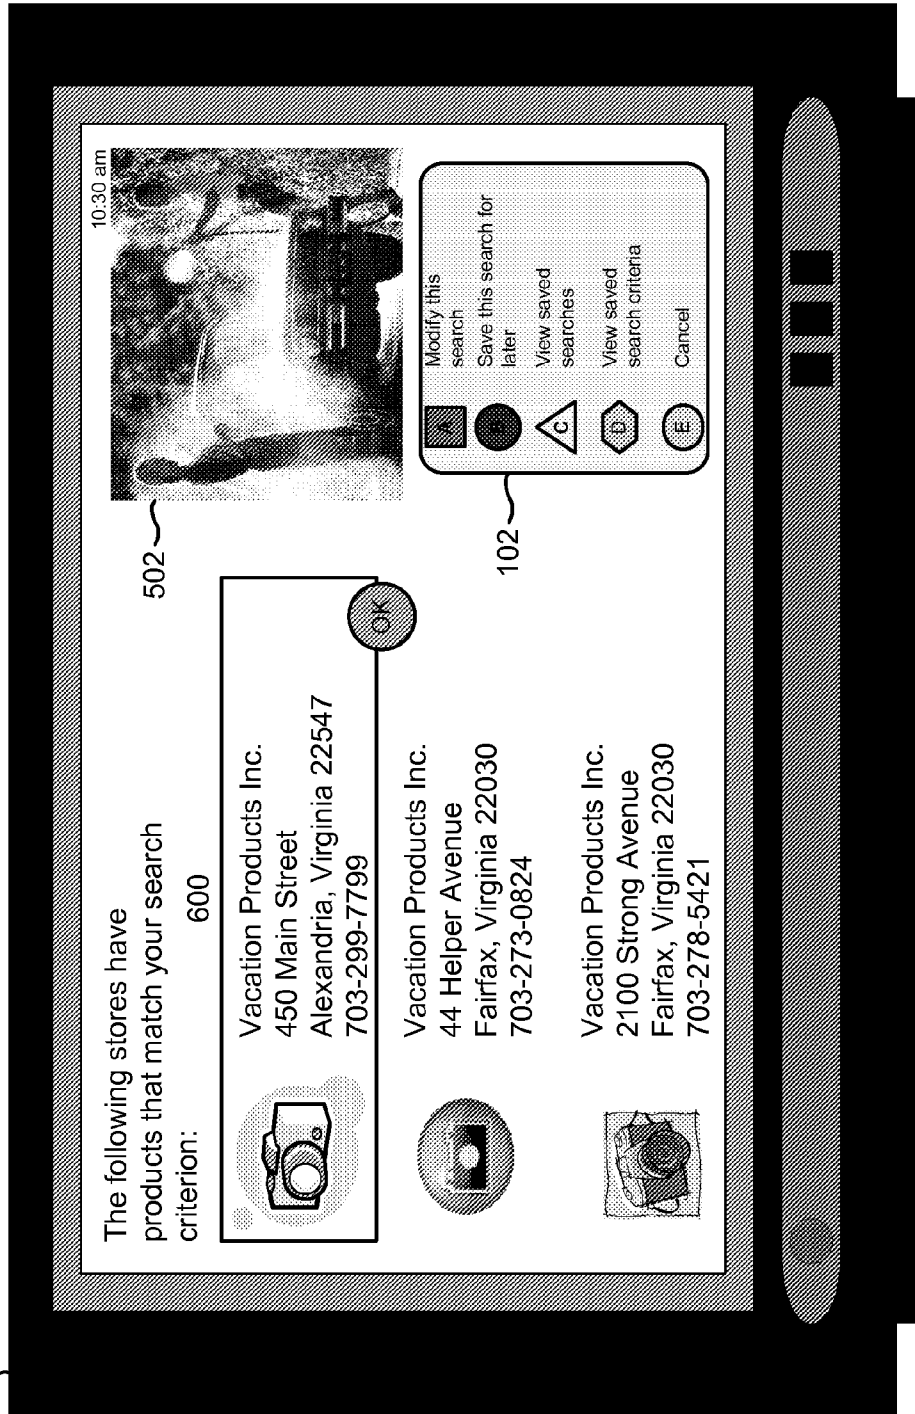 10:30 am
The following stores have
products that match your search
criterion:
600
502
Vacation Products Inc.
450 Main Street
Alexandria, Virginia 22547
703-299-7799
OK
Vacation Products Inc.
44 Helper Avenue
Fairfax, Virginia 22030
703-273-0824
Vacation Products Inc.
2100 Strong Avenue
Fairfax, Virginia 22030
703-278-5421
102
A
Modify this
search
B
Save this search for
later
C
View saved
searches
D
View saved
search criteria
E
Cancel